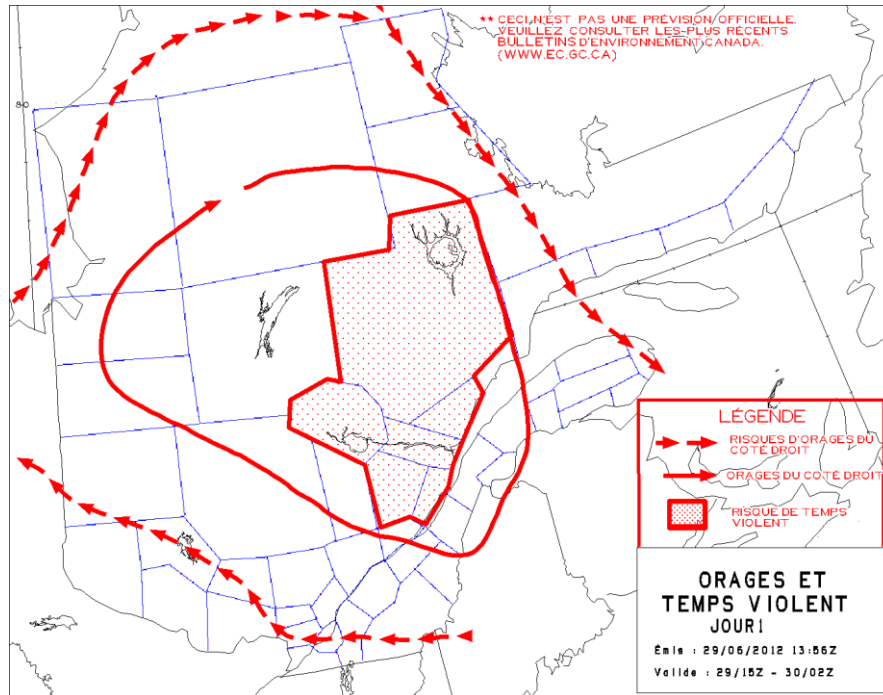 ** CECI N'EST PAS UNE PRÉVISION OFFICIELLE.
VEUILLEZ CONSULTER LES PLUS RÉCENTS
BULLETINS D'ENVIRONNEMENT CANADA.
(WWW.EC.GC.CA)
80
LÉGENDE
RISQUES D'ORAGES DU
COTÉ DROIT
ORAGES DU COTÉ DROIT
RISQUE DE TEMPS
VIOLENT
ORAGES ET
TEMPS VIOLENT
JOUR1
Émis : 29/06/2012 13:56Z
Valide : 29/15Z - 30/02Z